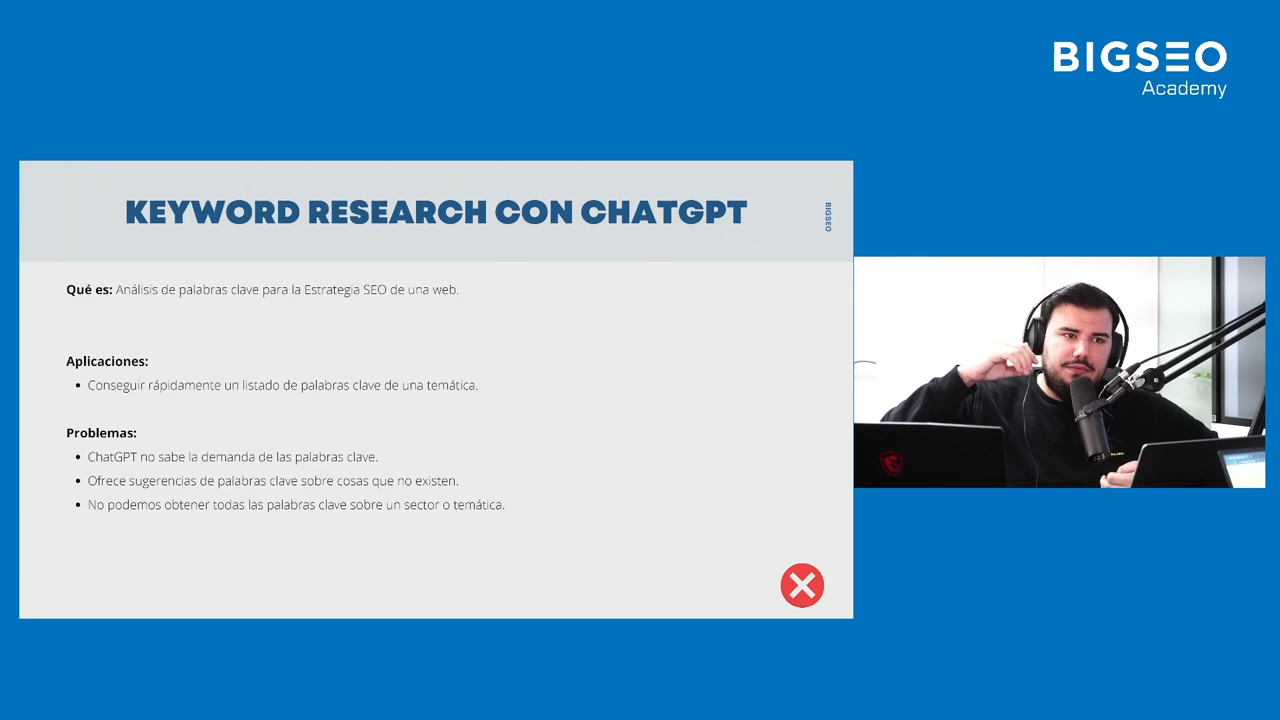 BIGSEO
Academy
KEYWORD RESEARCH CON CHATGPT
BIGSEO
Qué es: Análisis de palabras clave para la Estrategia SEO de una web.
Aplicaciones:
• Conseguir rápidamente un listado de palabras clave de una temática.
Problemas:
• ChatGPT no sabe la demanda de las palabras clave.
• Ofrece sugerencias de palabras clave sobre cosas que no existen.
• No podemos obtener todas las palabras clave sobre un sector o temática.